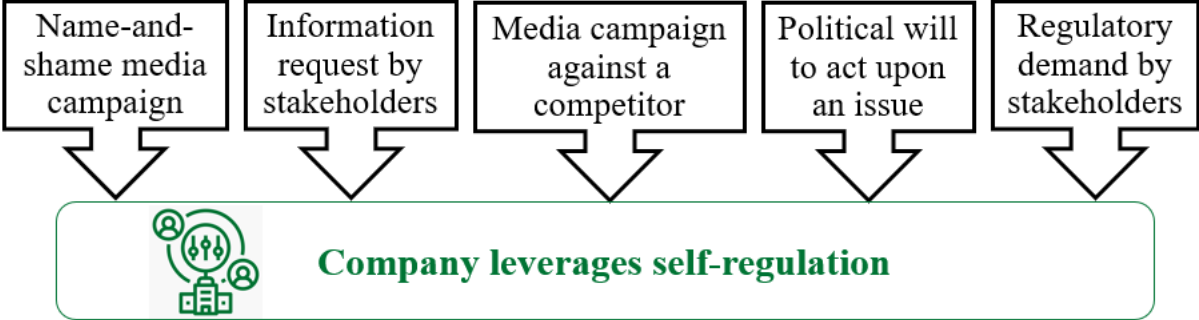 Name-and-
shame media
campaign
Information
request by
stakeholders
Media campaign
against a
competitor
Political will
to act upon
an issue
Regulatory
demand by
stakeholders
Company leverages self-regulation